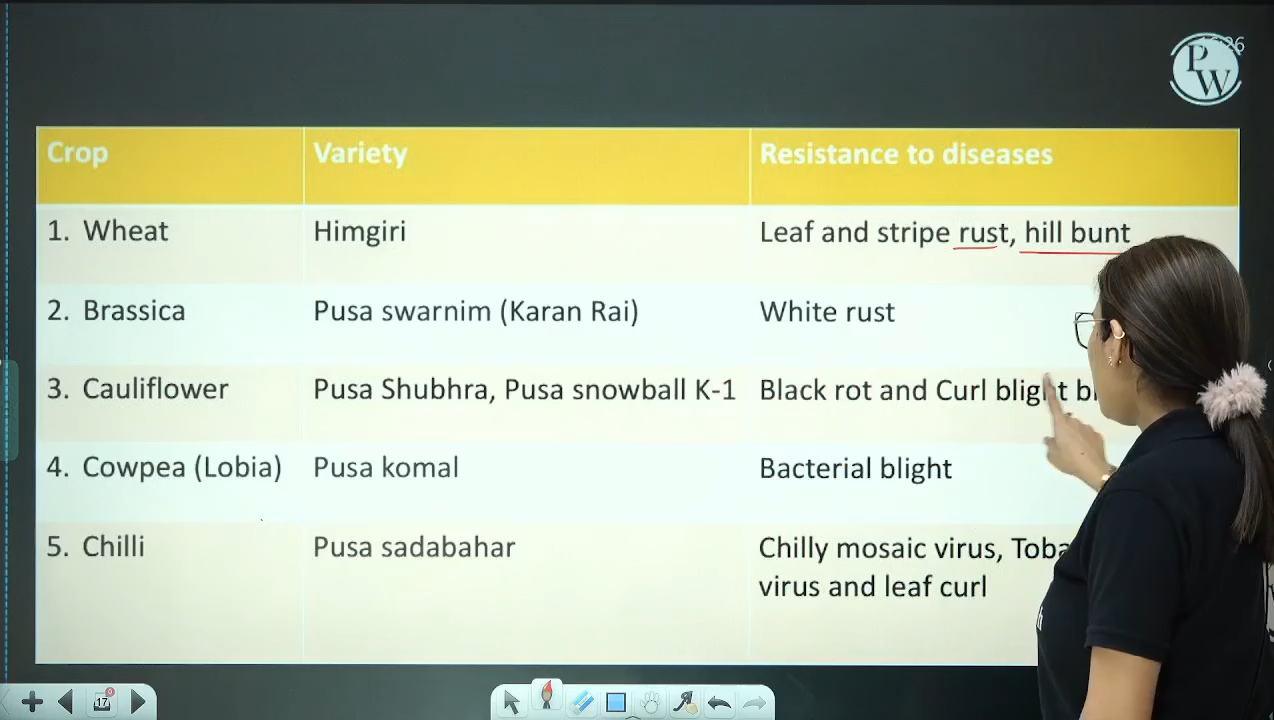 PW
Crop Variety Resistance to diseases
1. Wheat Himgiri Leaf and stripe rust, hill bunt
2. Brassica Pusa swarnim (Karan Rai) White rust
3. Cauliflower Pusa Shubhra, Pusa snowball K-1 Black rot and Curl blight
4. Cowpea (Lobia) Pusa komal Bacterial blight
5. Chilli Pusa sadabahar Chilly mosaic virus,
virus and leaf curl
17